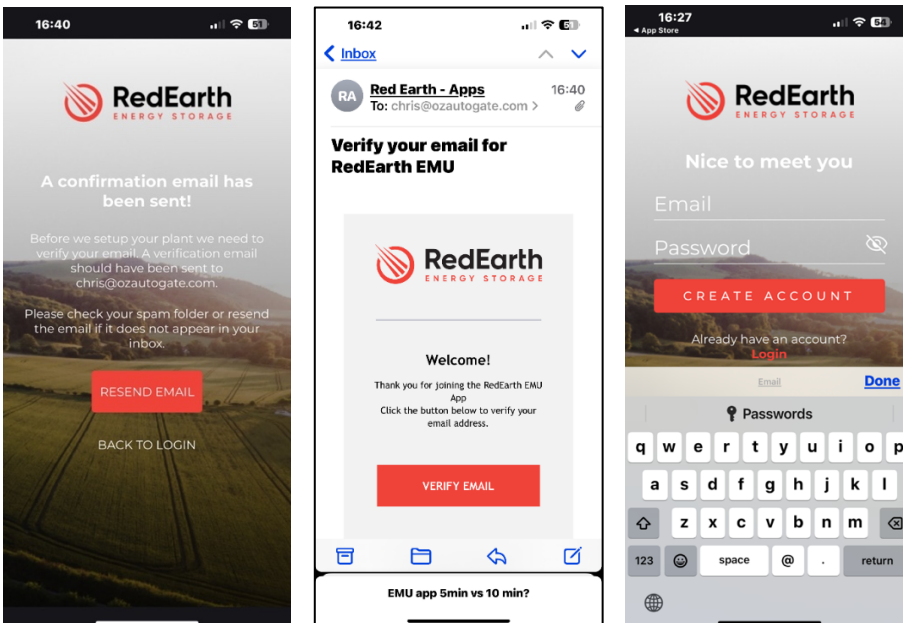 16:40
51
RedEarth
ENERGY STORAGE
A confirmation email has
been sent!
Before we setup your plant we need to
verify your email. A verification email
should have been sent to
chris@ozautogate.com.
Please check your spam folder or resend
the email if it does not appear in your
inbox.
RESEND EMAIL
BACK TO LOGIN
16:42
Inbox
RA
Red Earth - Apps
16:40
To: chris@ozautogate.com
Verify your email for
RedEarth EMU
RedEarth
ENERGY STORAGE
Welcome!
Thank you for joining the RedEarth EMU
App
Click the button below to verify your
email address.
VERIFY EMAIL
EMU app 5min vs 10 min?
16:27
54
App Store
RedEarth
ENERGY STORAGE
Nice to meet you
Email
Password
CREATE ACCOUNT
Already have an account?
Login
Email
Done
Passwords
q w e r t y u i o p
a s d f g h j k l
z x c v b n m
123 space @ . return